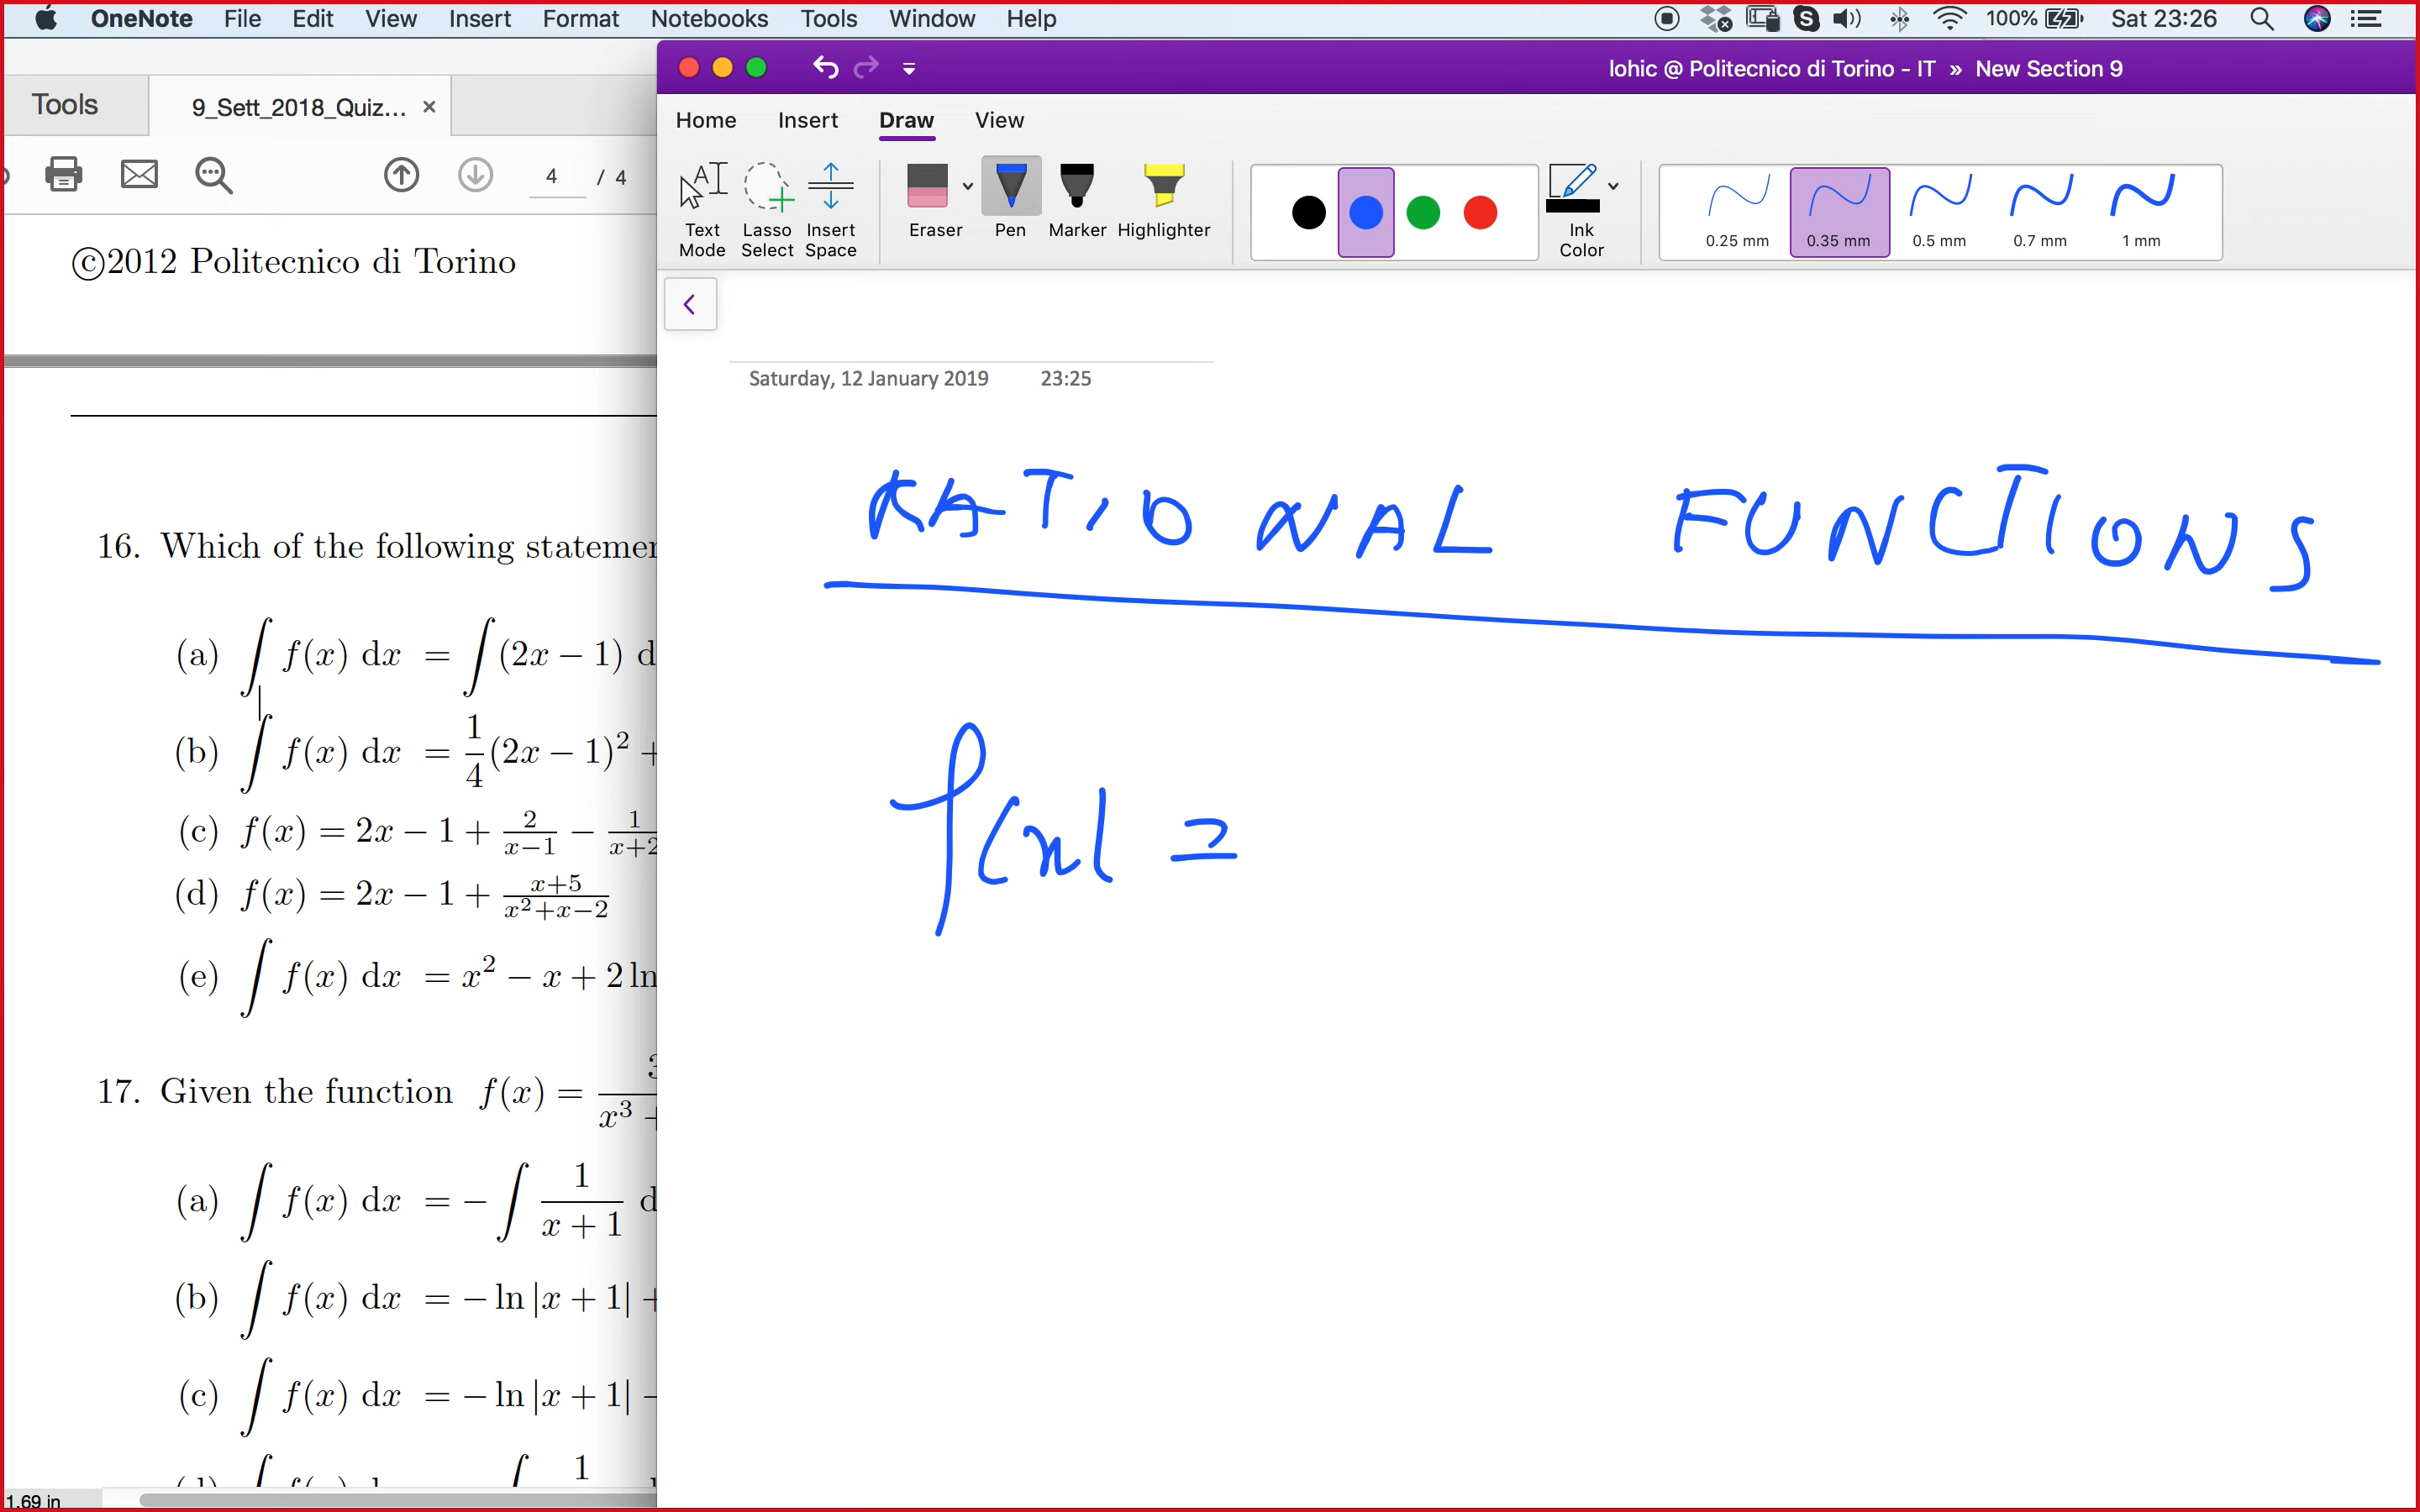 OneNote File Edit View Insert Format Notebooks Tools Window Help 100% Sat 23:26
Tools 9_Sett_2018_Quiz... ×
4 / 4
©2012 Politecnico di Torino
16. Which of the following
(a) ∫ f(x) dx = ∫(2x − 1)
(b) ∫ f(x) dx = 1/4 (2x − 1)² +
(c) f(x) = 2x − 1 + 2/(x−1) − 1/(x+2
(d) f(x) = 2x − 1 + (x+5)/(x²+x−2)
(e) ∫ f(x) dx = x² − x + 2 ln
17. Given the function f(x) = 3/(x³ +
(a) ∫ f(x) dx = − ∫ 1/(x + 1)
(b) ∫ f(x) dx = − ln |x + 1| +
(c) ∫ f(x) dx = − ln |x + 1| −
1
1.69 in
Iohic @ Politecnico di Torino - IT » New Section 9
Home Insert Draw View
Text Mode Lasso Select Insert Space Eraser Pen Marker Highlighter Ink Color 0.25 mm 0.35 mm 0.5 mm 0.7 mm 1 mm
Saturday, 12 January 2019 23:25
RATIONAL FUNCTIONS
f(x) =